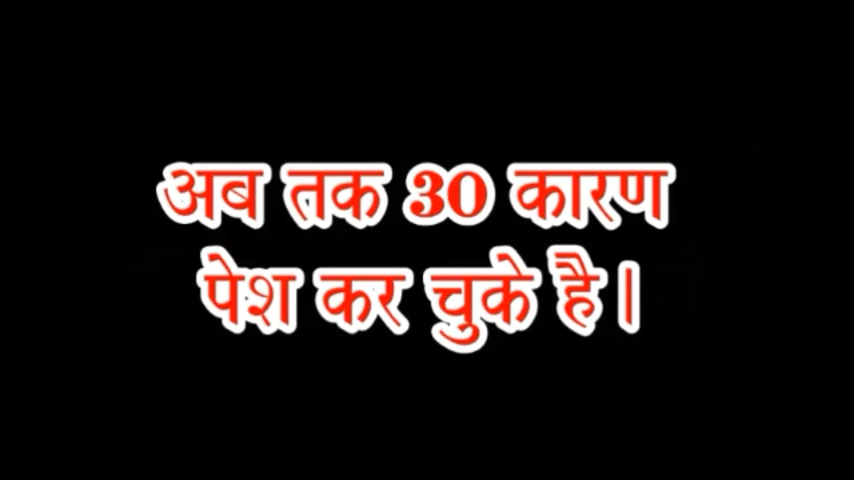 अब तक 30 कारण
पेश कर चुके है।